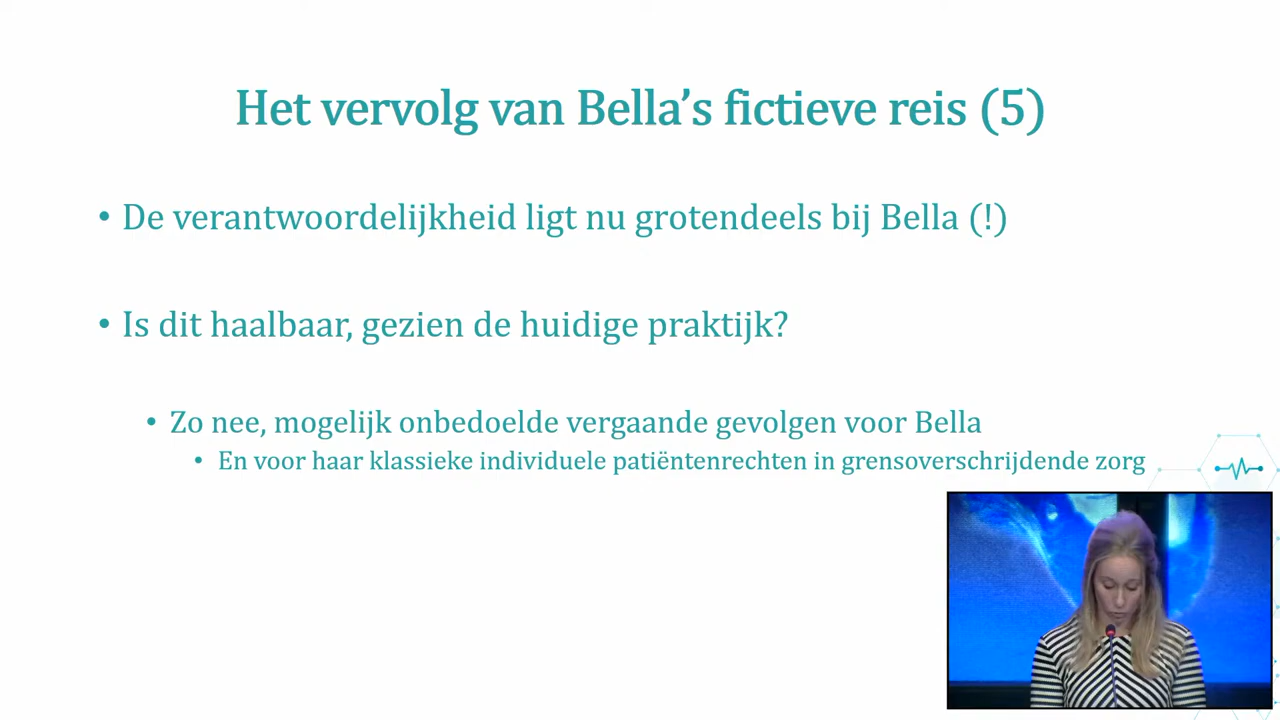 Het vervolg van Bella’s fictieve reis (5)
• De verantwoordelijkheid ligt nu grotendeels bij Bella (!)
• Is dit haalbaar, gezien de huidige praktijk?
• Zo nee, mogelijk onbedoelde vergaande gevolgen voor Bella
• En voor haar klassieke individuele patiëntenrechten in grensoverschrijdende zorg